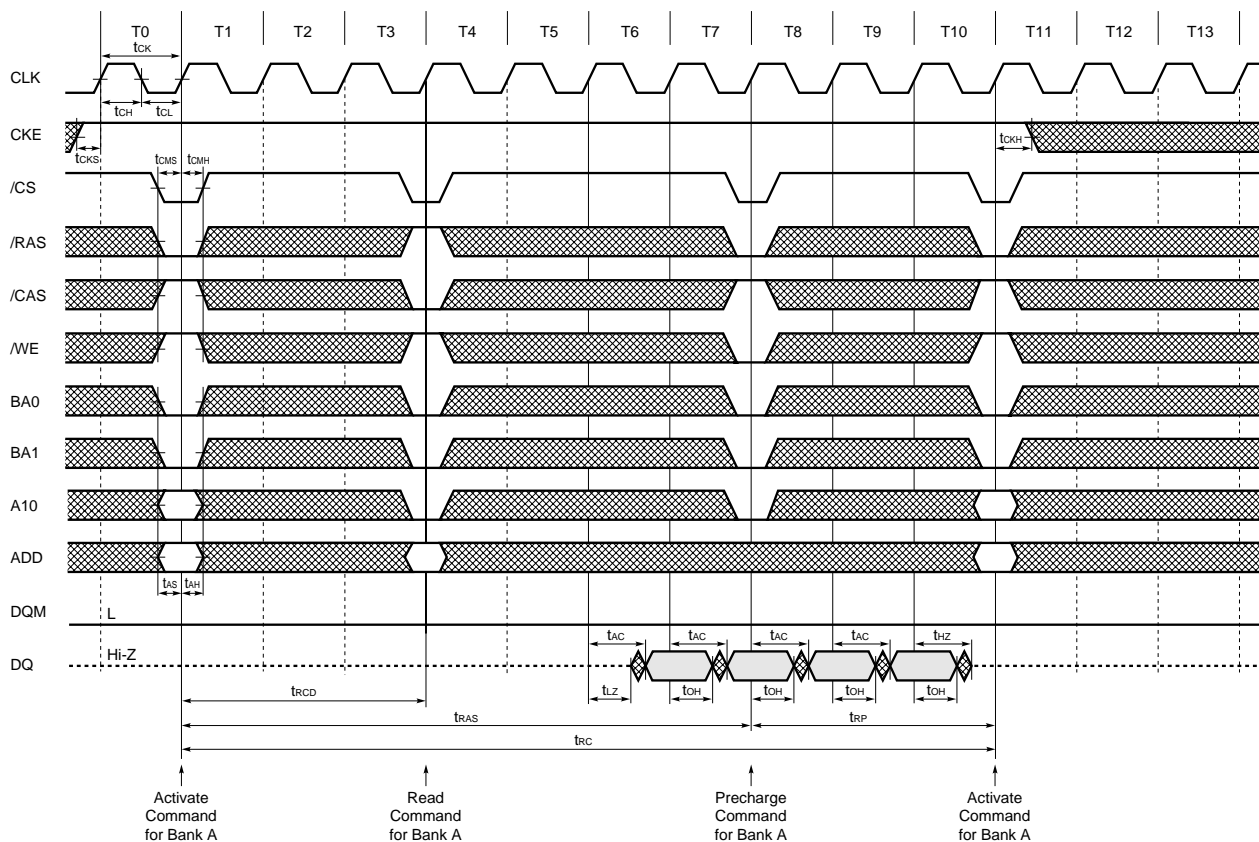 T0 T1 T2 T3 T4 T5 T6 T7 T8 T9 T10 T11 T12 T13
tCK
CLK
tCH tCL
CKE
tCKS
tCKH
tCMS tCMH
/CS
/RAS
/CAS
/WE
BA0
BA1
A10
ADD
tAS tAH
DQM
L
tAC tAC tAC tAC tHZ
Hi-Z
DQ
tLZ tOH tOH tOH tOH
tRCD
tRAS tRP
tRC
Activate
Command
for Bank A
Read
Command
for Bank A
Precharge
Command
for Bank A
Activate
Command
for Bank A